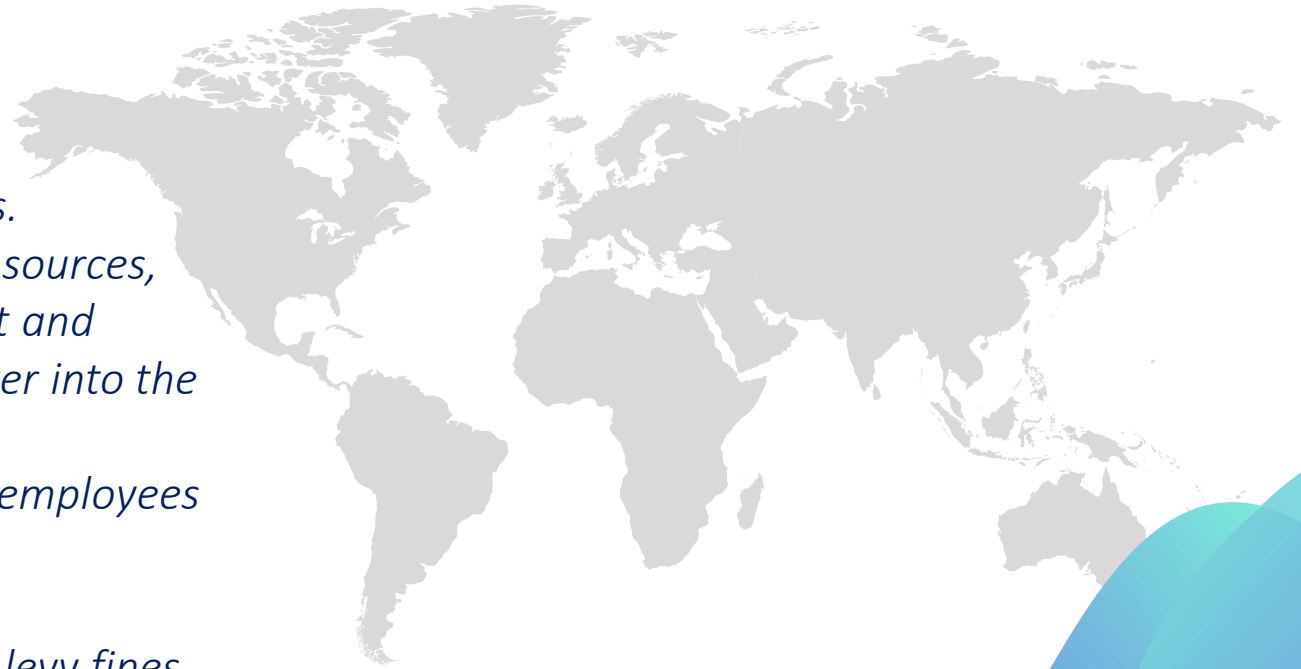 s.
sources,
t and
er into the
employees
levy fines